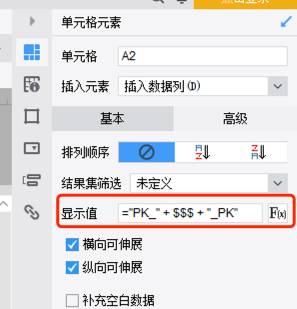 单元格元素
单元格 A2
插入元素 插入数据列(D)
基本 高级
排列顺序
结果集筛选 未定义
显示值 ="PK_" + $$$ + "_PK" F(x)
横向可伸展
纵向可伸展
补充空白数据